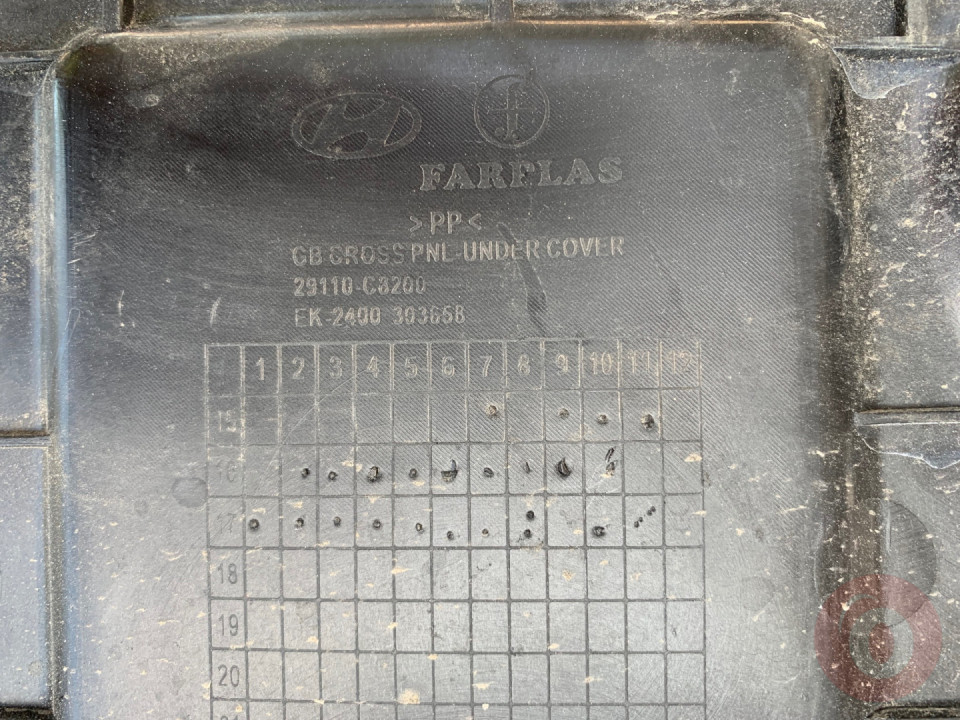 FARPLAS
>PP<
GB CROSS PNL-UNDER COVER
29110-C8200
EK-2400 30365B
1 2 3 4 5 6 7 8 9 10 11 12
15
16
17
18
19
20